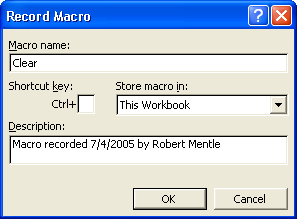 Record Macro
Macro name:
Clear
Shortcut key: Store macro in:
Ctrl+ This Workbook
Description:
Macro recorded 7/4/2005 by Robert Mentle
OK Cancel